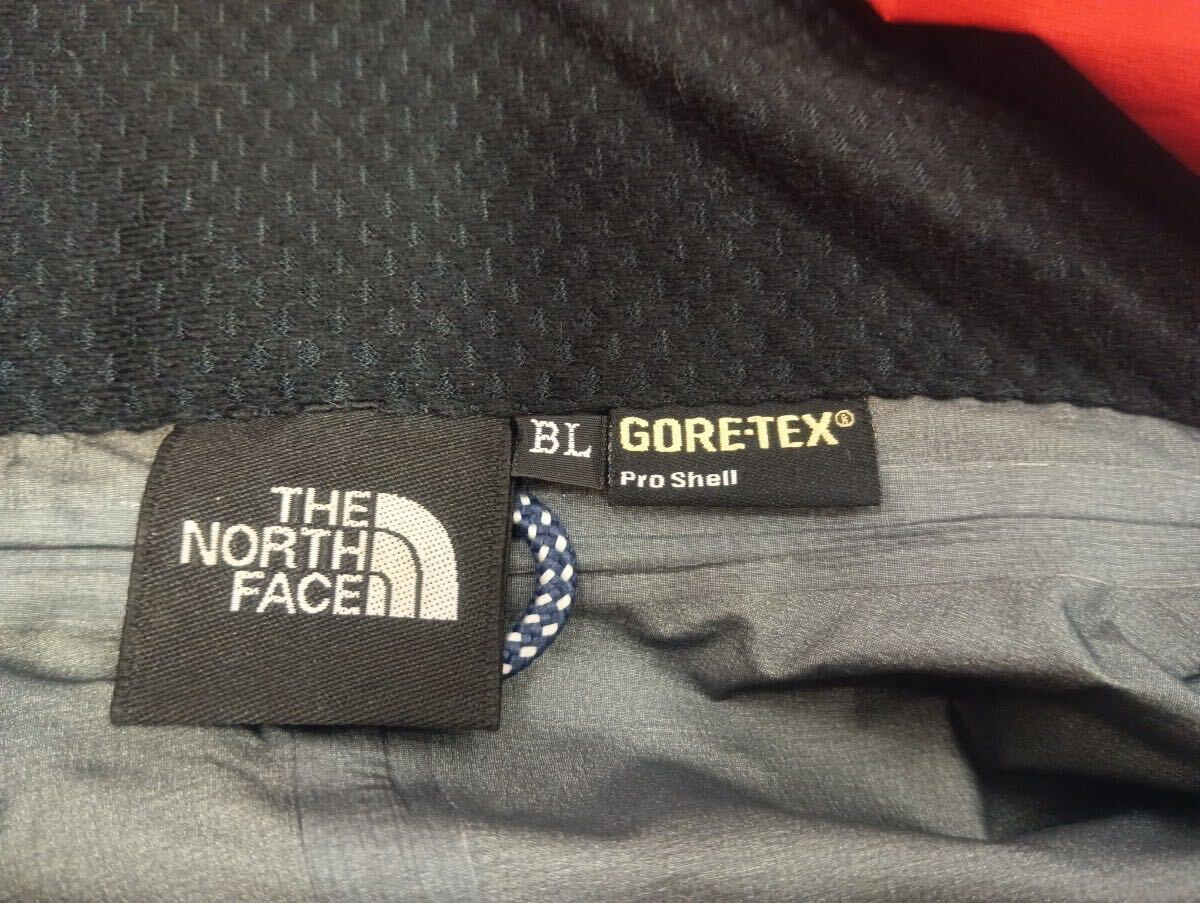 THE
NORTH
FACE
BL
GORE-TEX®
Pro Shell